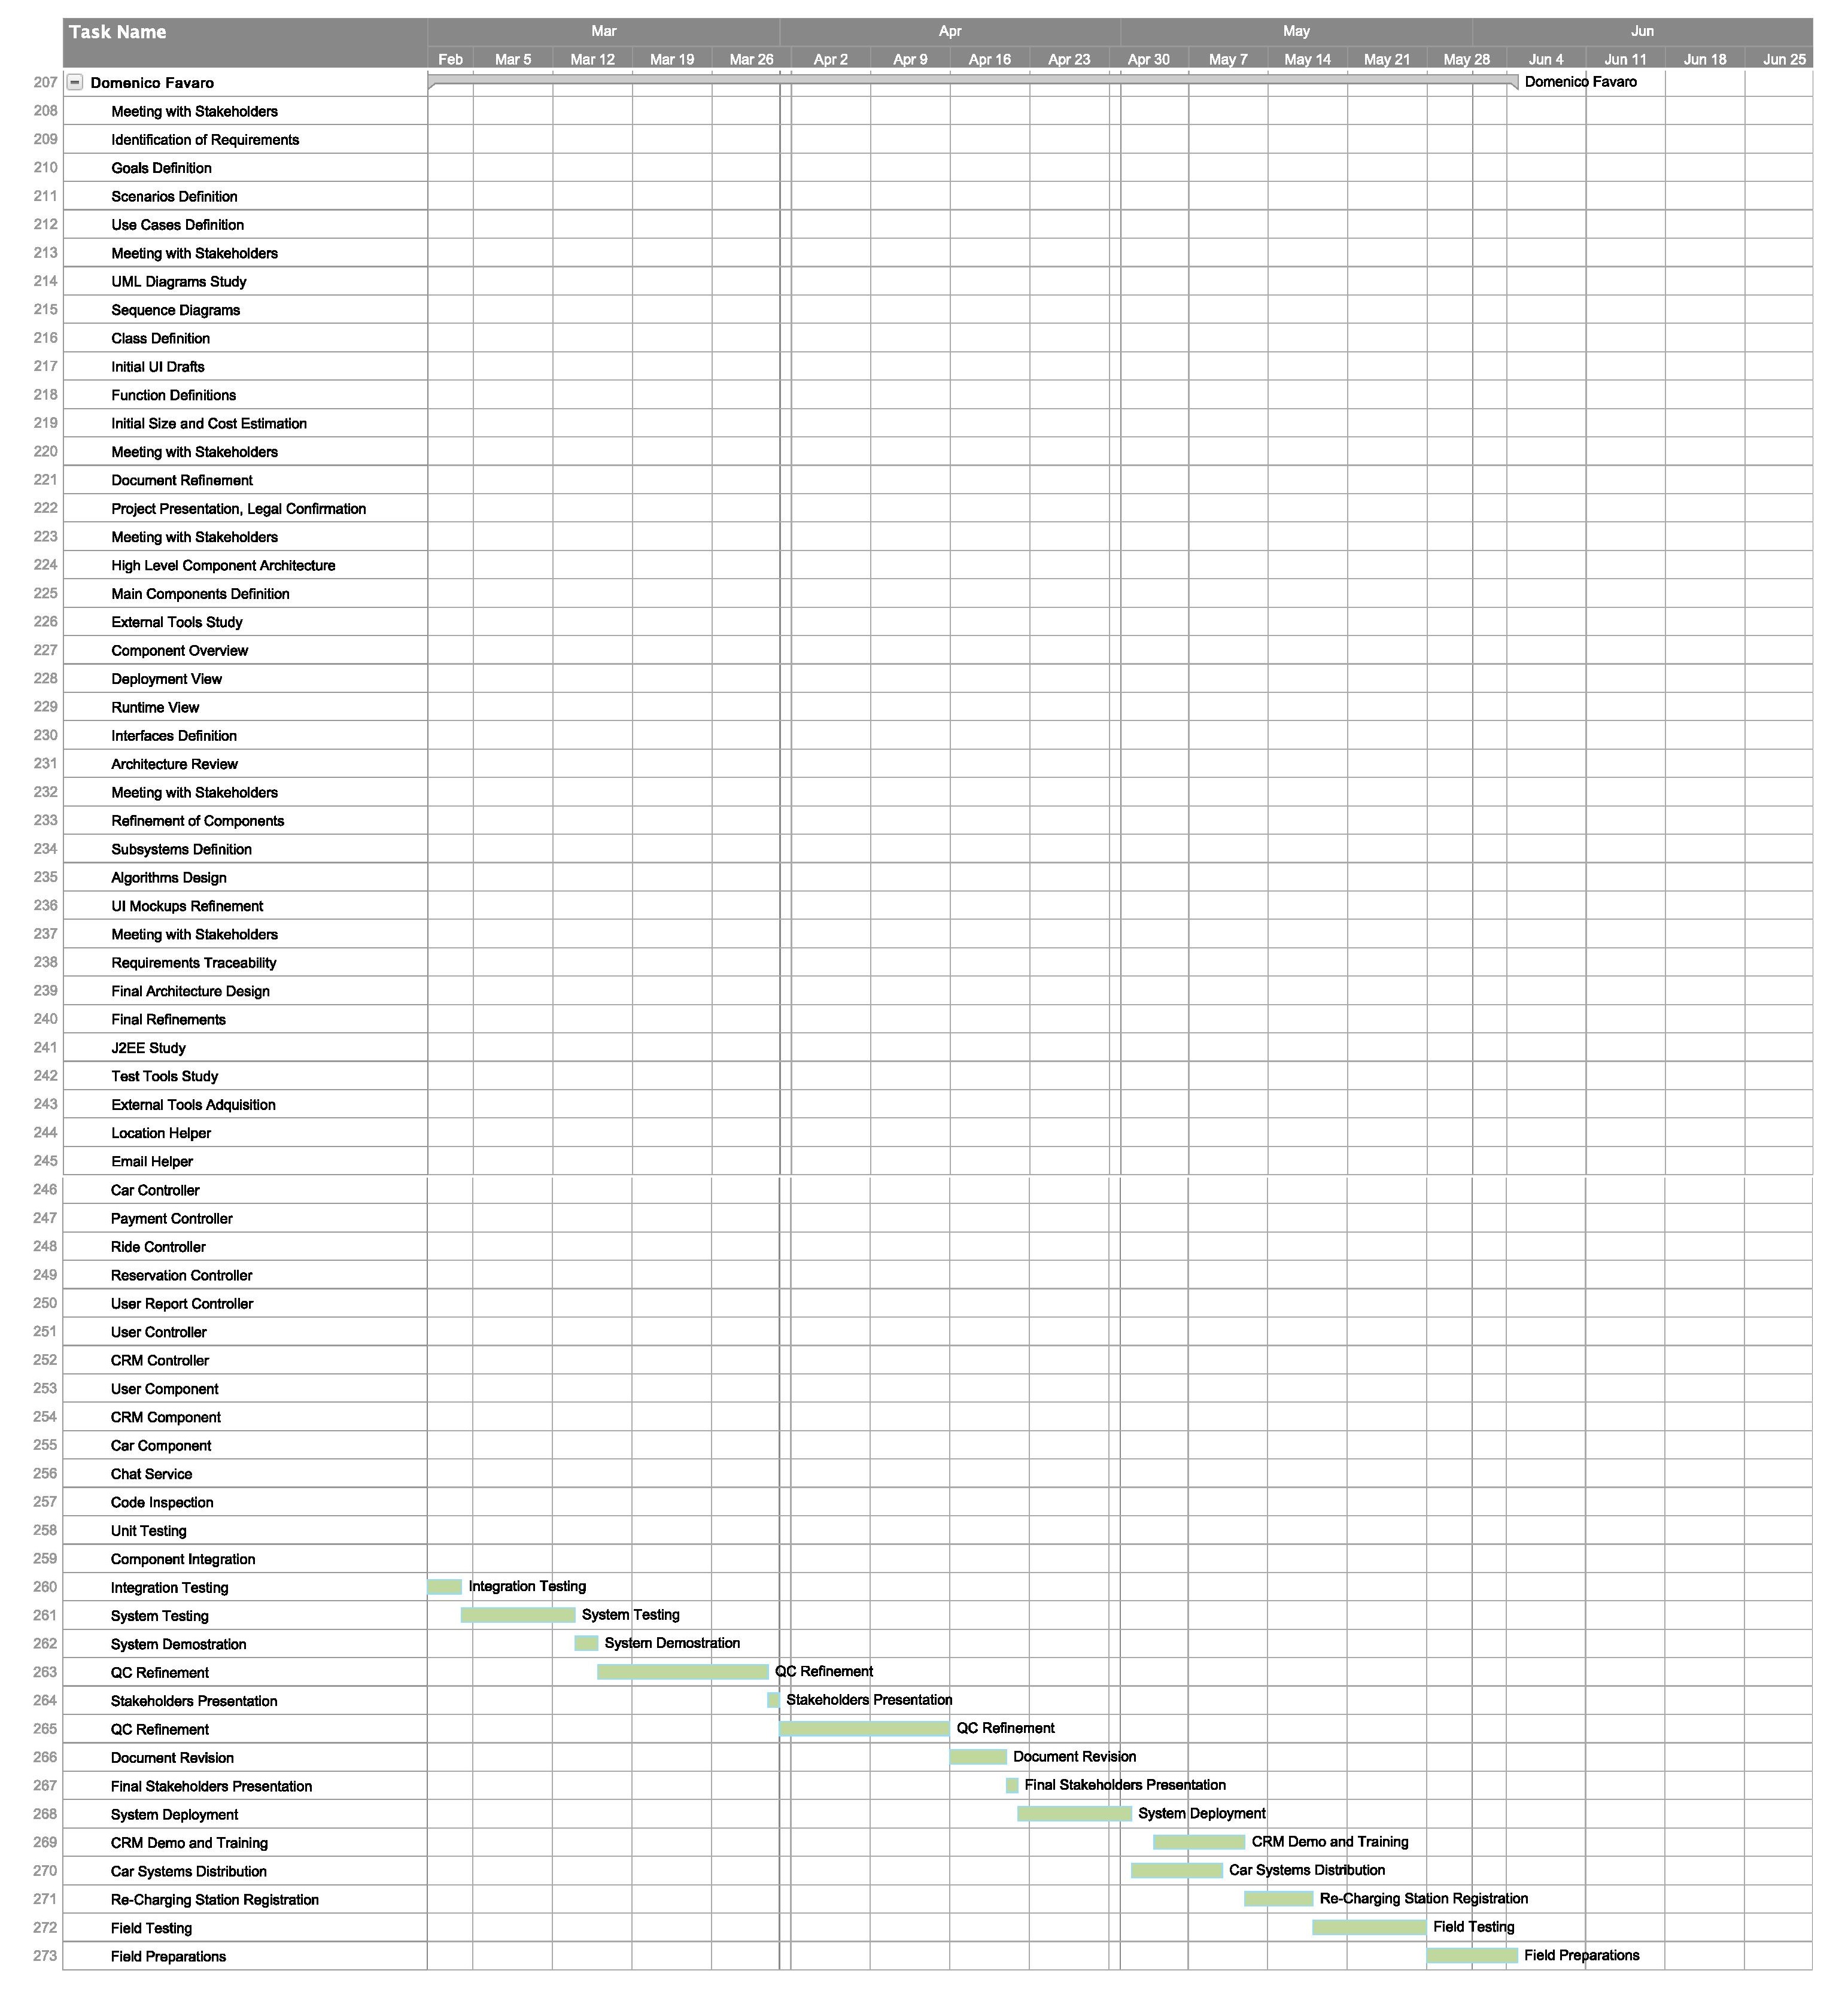 Task Name
Mar Apr May Jun
Feb Mar 5 Mar 12 Mar 19 Mar 26 Apr 2 Apr 9 Apr 16 Apr 23 Apr 30 May 7 May 14 May 21 May 28 Jun 4 Jun 11 Jun 18 Jun 25
207 Domenico Favaro Domenico Favaro
208 Meeting with Stakeholders
209 Identification of Requirements
210 Goals Definition
211 Scenarios Definition
212 Use Cases Definition
213 Meeting with Stakeholders
214 UML Diagrams Study
215 Sequence Diagrams
216 Class Definition
217 Initial UI Drafts
218 Function Definitions
219 Initial Size and Cost Estimation
220 Meeting with Stakeholders
221 Document Refinement
222 Project Presentation, Legal Confirmation
223 Meeting with Stakeholders
224 High Level Component Architecture
225 Main Components Definition
226 External Tools Study
227 Component Overview
228 Deployment View
229 Runtime View
230 Interfaces Definition
231 Architecture Review
232 Meeting with Stakeholders
233 Refinement of Components
234 Subsystems Definition
235 Algorithms Design
236 UI Mockups Refinement
237 Meeting with Stakeholders
238 Requirements Traceability
239 Final Architecture Design
240 Final Refinements
241 J2EE Study
242 Test Tools Study
243 External Tools Adquisition
244 Location Helper
245 Email Helper
246 Car Controller
247 Payment Controller
248 Ride Controller
249 Reservation Controller
250 User Report Controller
251 User Controller
252 CRM Controller
253 User Component
254 CRM Component
255 Car Component
256 Chat Service
257 Code Inspection
258 Unit Testing
259 Component Integration
260 Integration Testing Integration Testing
261 System Testing System Testing
262 System Demostration System Demostration
263 QC Refinement QC Refinement
264 Stakeholders Presentation Stakeholders Presentation
265 QC Refinement QC Refinement
266 Document Revision Document Revision
267 Final Stakeholders Presentation Final Stakeholders Presentation
268 System Deployment System Deployment
269 CRM Demo and Training CRM Demo and Training
270 Car Systems Distribution Car Systems Distribution
271 Re-Charging Station Registration Re-Charging Station Registration
272 Field Testing Field Testing
273 Field Preparations Field Preparations